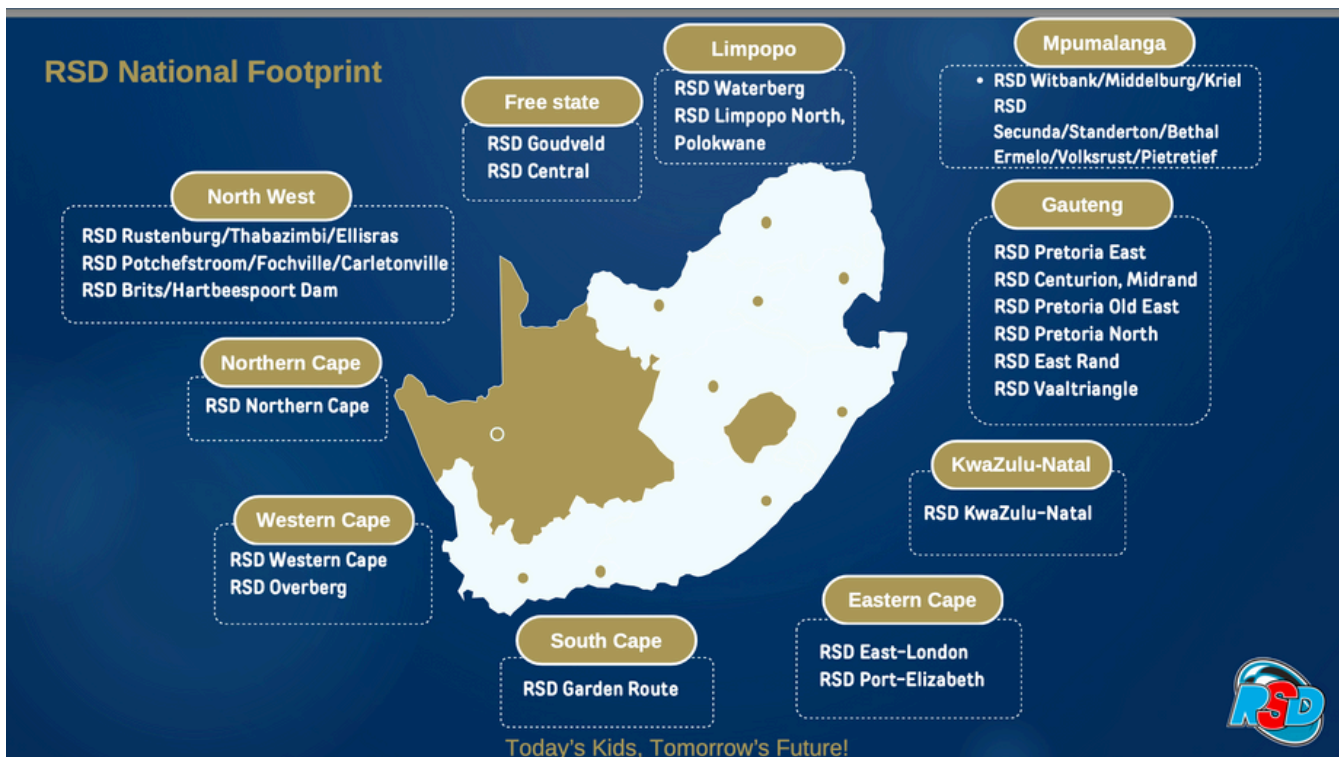 RSD National Footprint
Limpopo
RSD Waterberg
RSD Limpopo North,
Polokwane
Mpumalanga
• RSD Witbank/Middelburg/Kriel
RSD
Secunda/Standerton/Bethal
Ermelo/Volksrust/Pietretief
Free state
RSD Goudveld
RSD Central
North West
RSD Rustenburg/Thabazimbi/Ellisras
RSD Potchefstroom/Fochville/Carletonville
RSD Brits/Hartbeespoort Dam
Gauteng
RSD Pretoria East
RSD Centurion, Midrand
RSD Pretoria Old East
RSD Pretoria North
RSD East Rand
RSD Vaaltriangle
Northern Cape
RSD Northern Cape
KwaZulu-Natal
RSD KwaZulu-Natal
Western Cape
RSD Western Cape
RSD Overberg
Eastern Cape
RSD East-London
RSD Port-Elizabeth
South Cape
RSD Garden Route
RSD
Today's Kids, Tomorrow's Future!